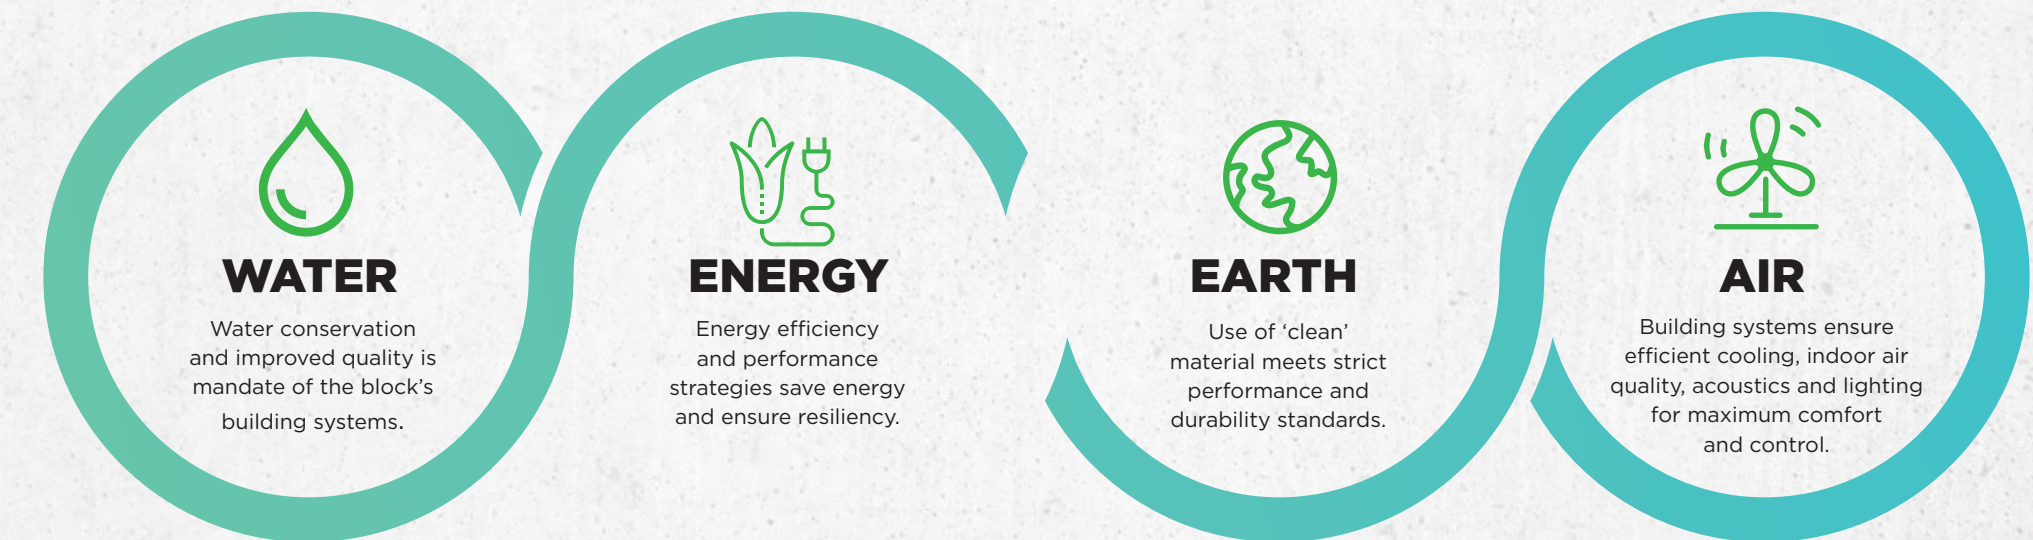 WATER
Water conservation
and improved quality is
mandate of the block’s
building systems.
ENERGY
Energy efficiency
and performance
strategies save energy
and ensure resiliency.
EARTH
Use of ‘clean’
material meets strict
performance and
durability standards.
AIR
Building systems ensure
efficient cooling, indoor air
quality, acoustics and lighting
for maximum comfort
and control.